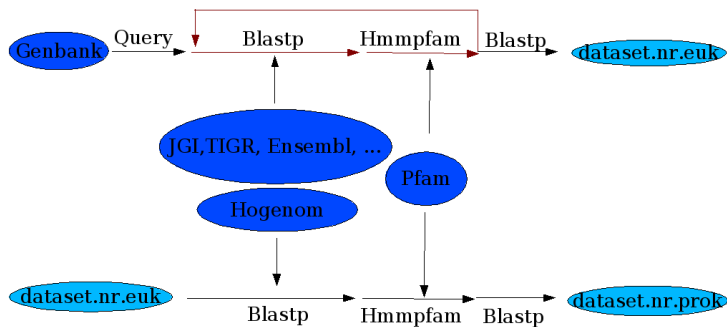 Genbank
Query
Blastp
Hmmpfam
Blastp
dataset.nr.euk
JGI,TIGR, Ensembl, ...
Pfam
Hogenom
dataset.nr.euk
Blastp
Hmmpfam
Blastp
dataset.nr.prok